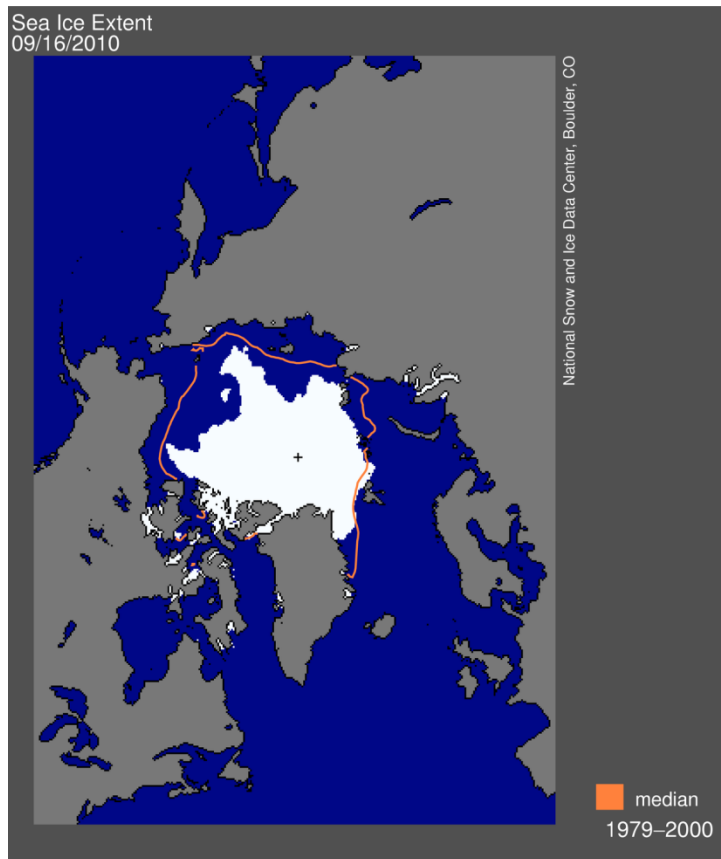 Sea Ice Extent
09/16/2010
National Snow and Ice Data Center, Boulder, CO
median
1979–2000